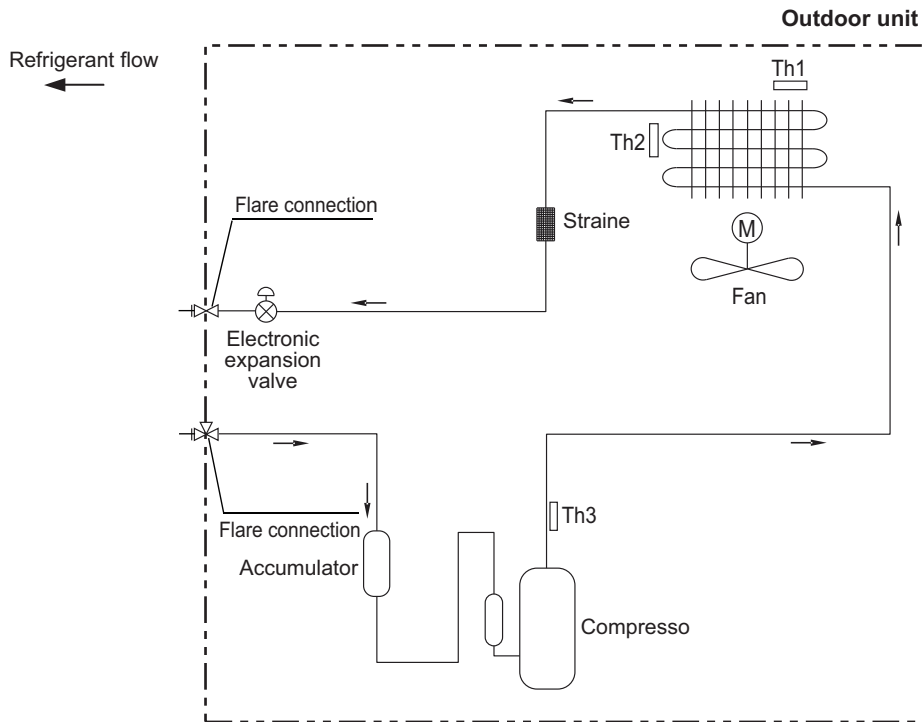 Outdoor unit
Refrigerant flow
Th1
Th2
Flare connection
Straine
M
Fan
Electronic
expansion
valve
Flare connection
Th3
Accumulator
Compresso